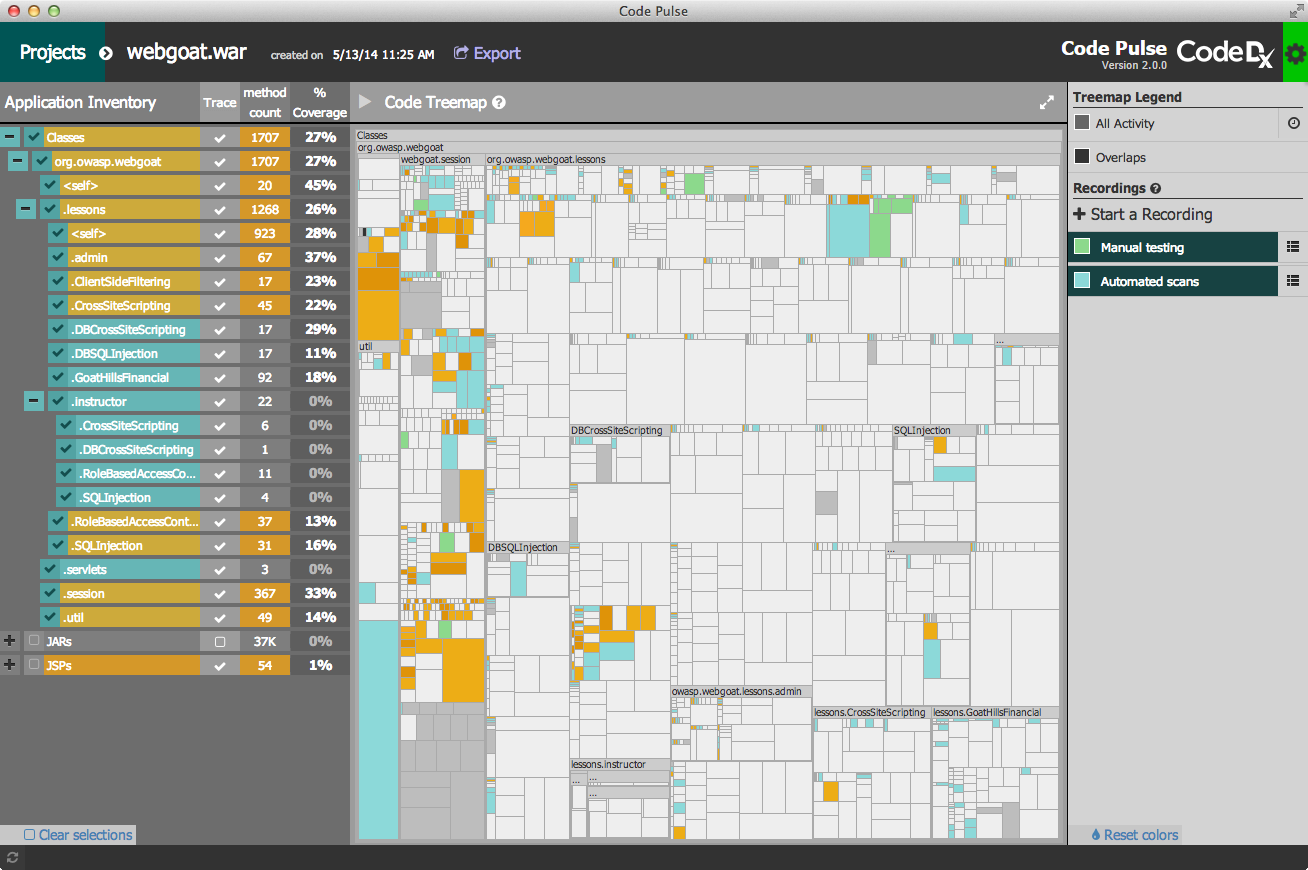 Code Pulse
Projects
webgoat.war
created on 5/13/14 11:25 AM
Export
Code Pulse
Version 2.0.0
Code Dx
Application Inventory
Trace
method
count
%
Coverage
Classes 1707 27%
org.owasp.webgoat 1707 27%
<self> 20 45%
.lessons 1268 26%
<self> 923 28%
.admin 67 37%
.ClientSideFiltering 17 23%
.CrossSiteScripting 45 22%
.DBCrossSiteScripting 17 29%
.DBSQLInjection 17 11%
.GoatHillsFinancial 92 18%
.instructor 22 0%
.CrossSiteScripting 6 0%
.DBCrossSiteScripting 1 0%
.RoleBasedAccessCo... 11 0%
.SQLInjection 4 0%
.RoleBasedAccessCont... 37 13%
.SQLInjection 31 16%
.servlets 3 0%
.session 367 33%
.util 49 14%
JARs 37K 0%
JSPs 54 1%
Clear selections
Code Treemap ?
Classes
org.owasp.webgoat
webgoat.session
org.owasp.webgoat.lessons
util
...
DBCrossSiteScripting
SQLInjection
DBSQLInjection
...
owasp.webgoat.lessons.admin
lessons.CrossSiteScripting
lessons.GoatHillsFinancial
lessons.instructor
...
...
...
Treemap Legend
All Activity
Overlaps
Recordings ?
Start a Recording
Manual testing
Automated scans
Reset colors